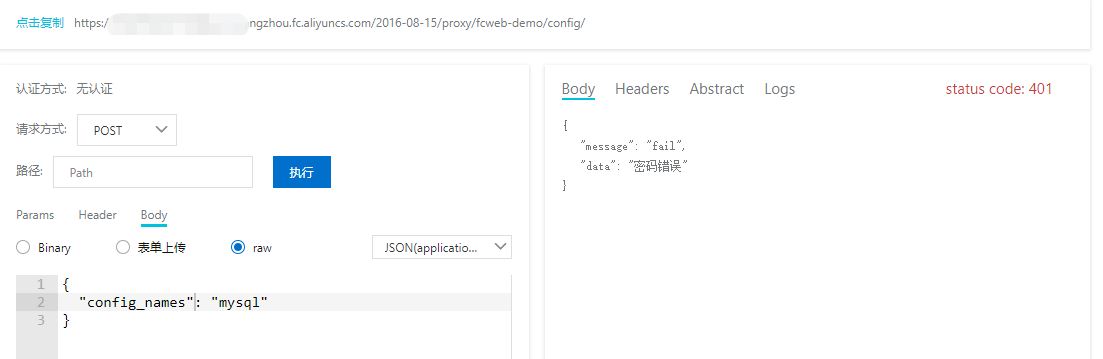 点击复制 https:/ ngzhou.fc.aliyuncs.com/2016-08-15/proxy/fcweb-demo/config/
认证方式: 无认证
请求方式: POST
路径: Path 执行
Params Header Body
Binary 表单上传 raw JSON(applicatio...
1 {
2 "config_names": "mysql"
3 }
Body Headers Abstract Logs status code: 401
{
"message": "fail",
"data": "密码错误"
}